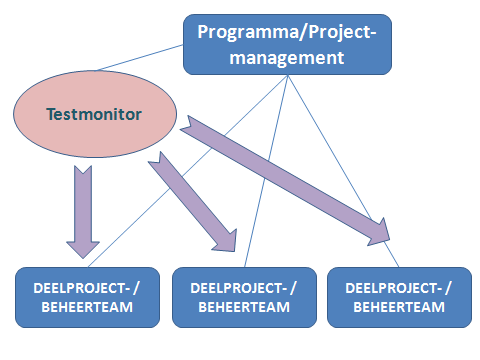 Programma/Project-
management
Testmonitor
DEELPROJECT- /
BEHEERTEAM
DEELPROJECT- /
BEHEERTEAM
DEELPROJECT- /
BEHEERTEAM